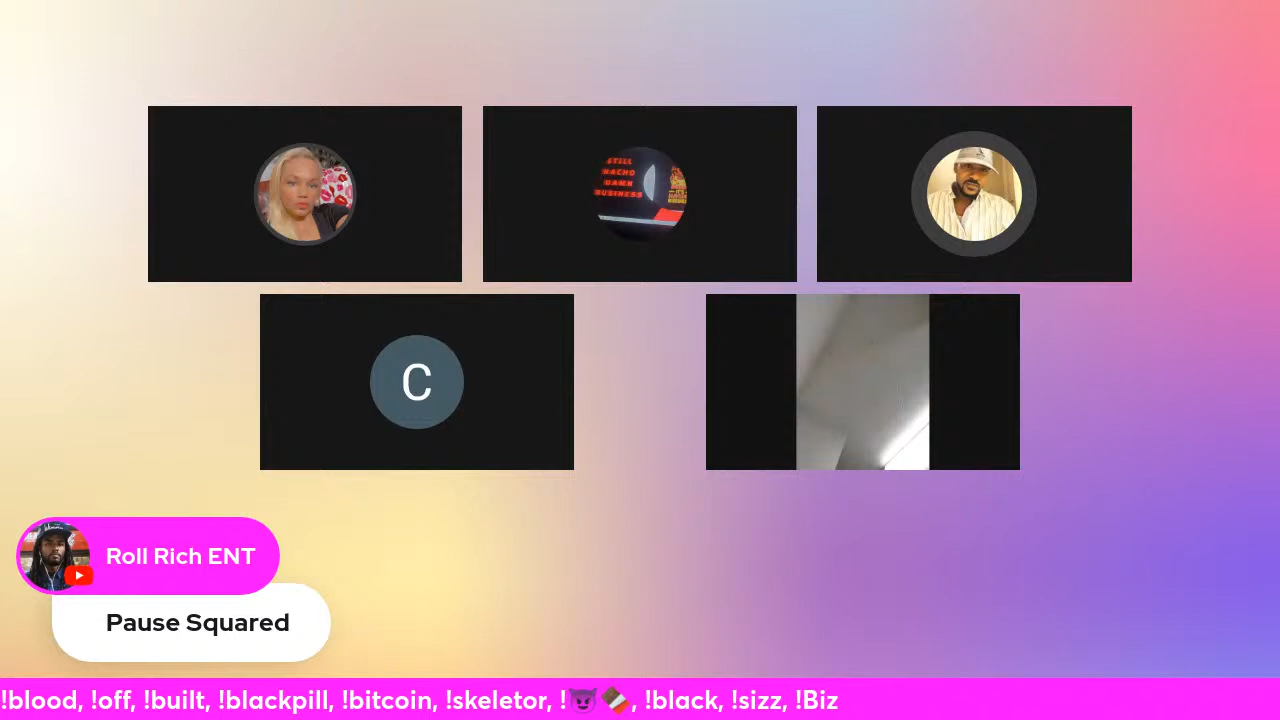 STILL
NACHO
DAMN
BUSINESS
C
Roll Rich ENT
Pause Squared
!blood, !off, !built, !blackpill, !bitcoin, !skeletor, !😈🍫, !black, !sizz, !Biz